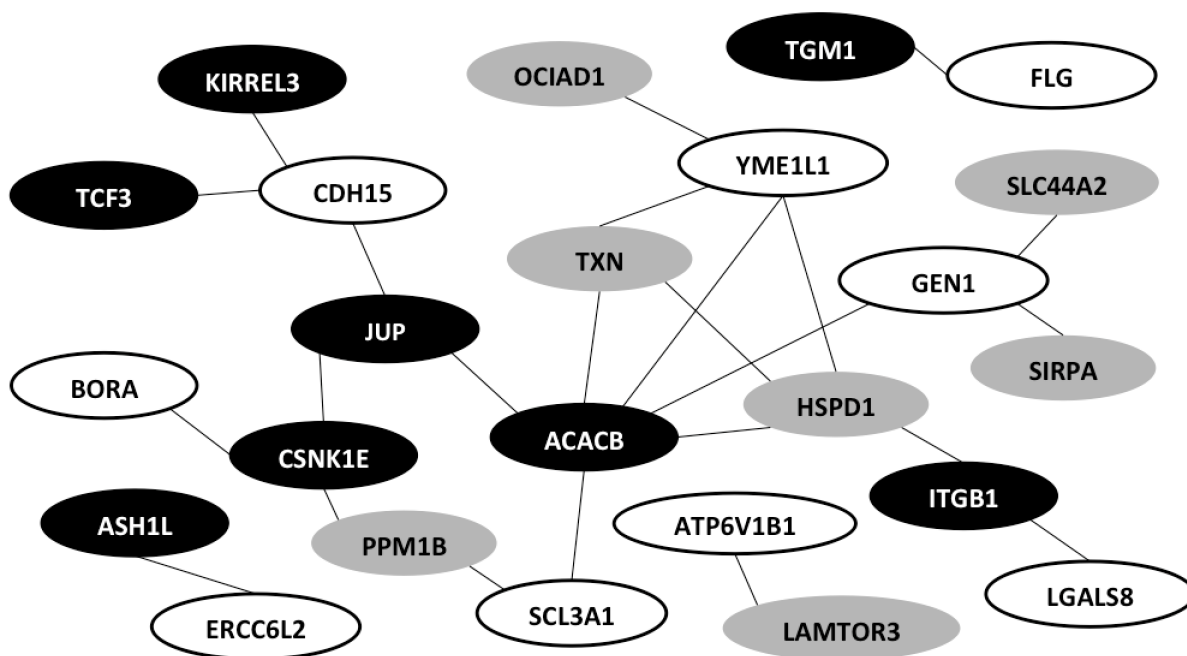 TGM1
FLG
OCIAD1
KIRREL3
YME1L1
SLC44A2
TCF3
CDH15
TXN
GEN1
JUP
SIRPA
BORA
HSPD1
ACACB
CSNK1E
ITGB1
ASH1L
ATP6V1B1
PPM1B
LGALS8
SCL3A1
ERCC6L2
LAMTOR3